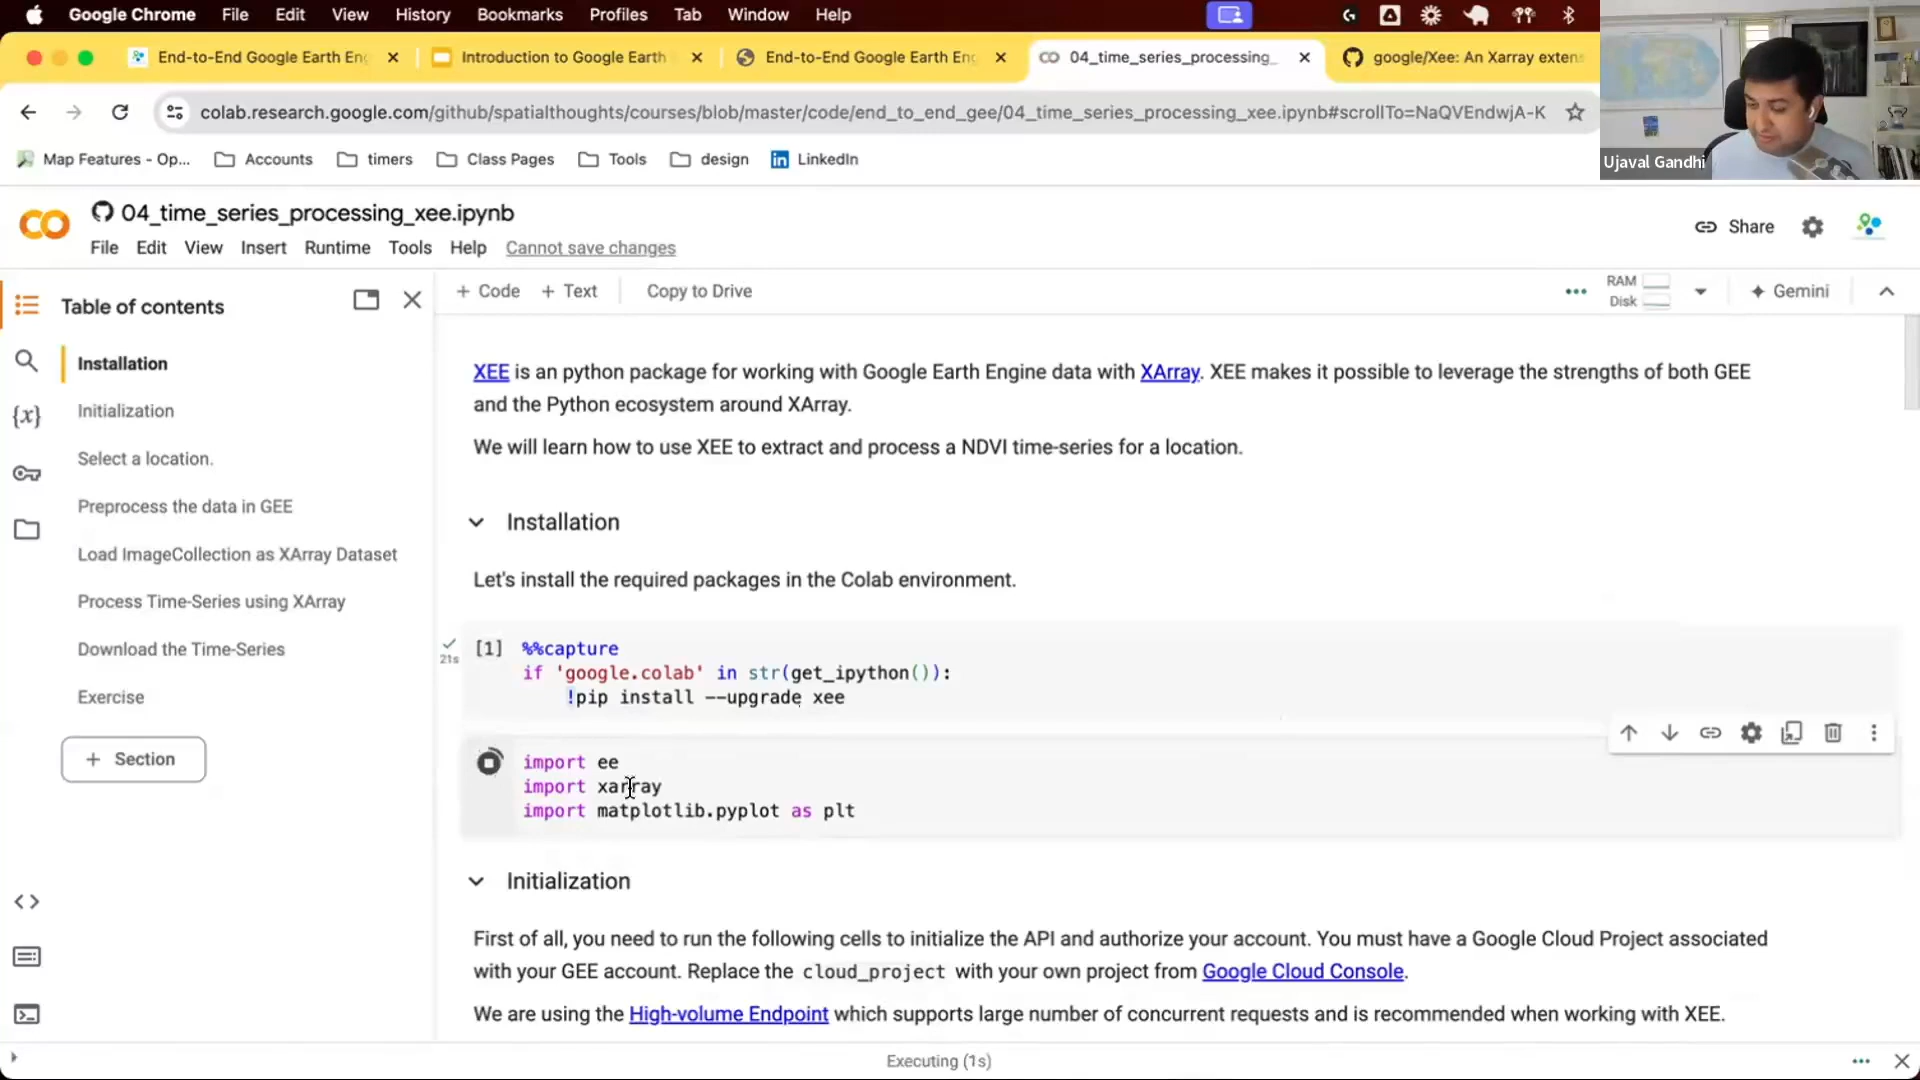 Google Chrome File Edit View History Bookmarks Profiles Tab Window Help
End-to-End Google Earth Eng
Introduction to Google Earth
End-to-End Google Earth Eng
04_time_series_processing_
google/Xee: An Xarray extens
colab.research.google.com/github/spatialthoughts/courses/blob/master/code/end_to_end_gee/04_time_series_processing_xee.ipynb#scrollTo=NaQVEndwjA-K
Ujaval Gandhi
Map Features - Op... Accounts timers Class Pages Tools design LinkedIn
04_time_series_processing_xee.ipynb
Share
File Edit View Insert Runtime Tools Help Cannot save changes
+ Code + Text Copy to Drive
RAM
Disk
Gemini
Table of contents
Installation
Initialization
Select a location.
Preprocess the data in GEE
Load ImageCollection as XArray Dataset
Process Time-Series using XArray
Download the Time-Series
Exercise
+ Section
XEE is an python package for working with Google Earth Engine data with XArray. XEE makes it possible to leverage the strengths of both GEE
and the Python ecosystem around XArray.
We will learn how to use XEE to extract and process a NDVI time-series for a location.
Installation
Let's install the required packages in the Colab environment.
21s
[1] %%capture
if 'google.colab' in str(get_ipython()):
!pip install --upgrade xee
import ee
import xarray
import matplotlib.pyplot as plt
Initialization
First of all, you need to run the following cells to initialize the API and authorize your account. You must have a Google Cloud Project associated
with your GEE account. Replace the cloud_project with your own project from Google Cloud Console.
We are using the High-volume Endpoint which supports large number of concurrent requests and is recommended when working with XEE.
Executing (1s)